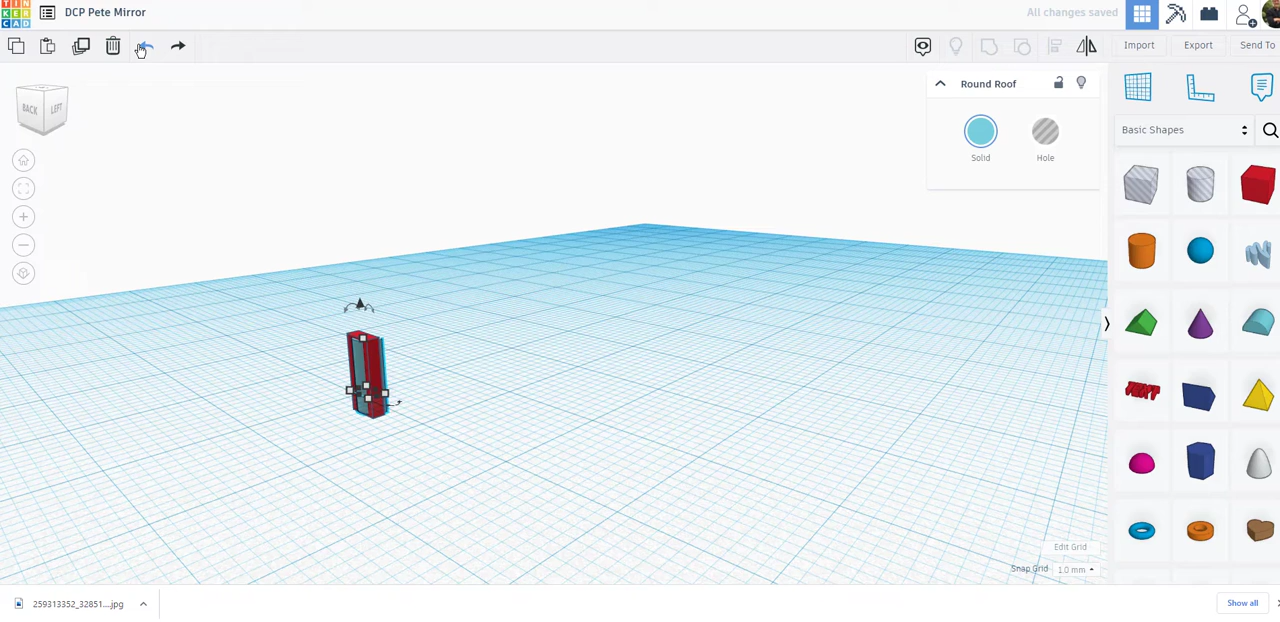 TIN
KER
CAD
DCP Pete Mirror
All changes saved
Import
Export
Send To
BACK
LEFT
Round Roof
Solid
Hole
Basic Shapes
TEXT
Edit Grid
Snap Grid
1.0 mm
259313352_32851....jpg
Show all